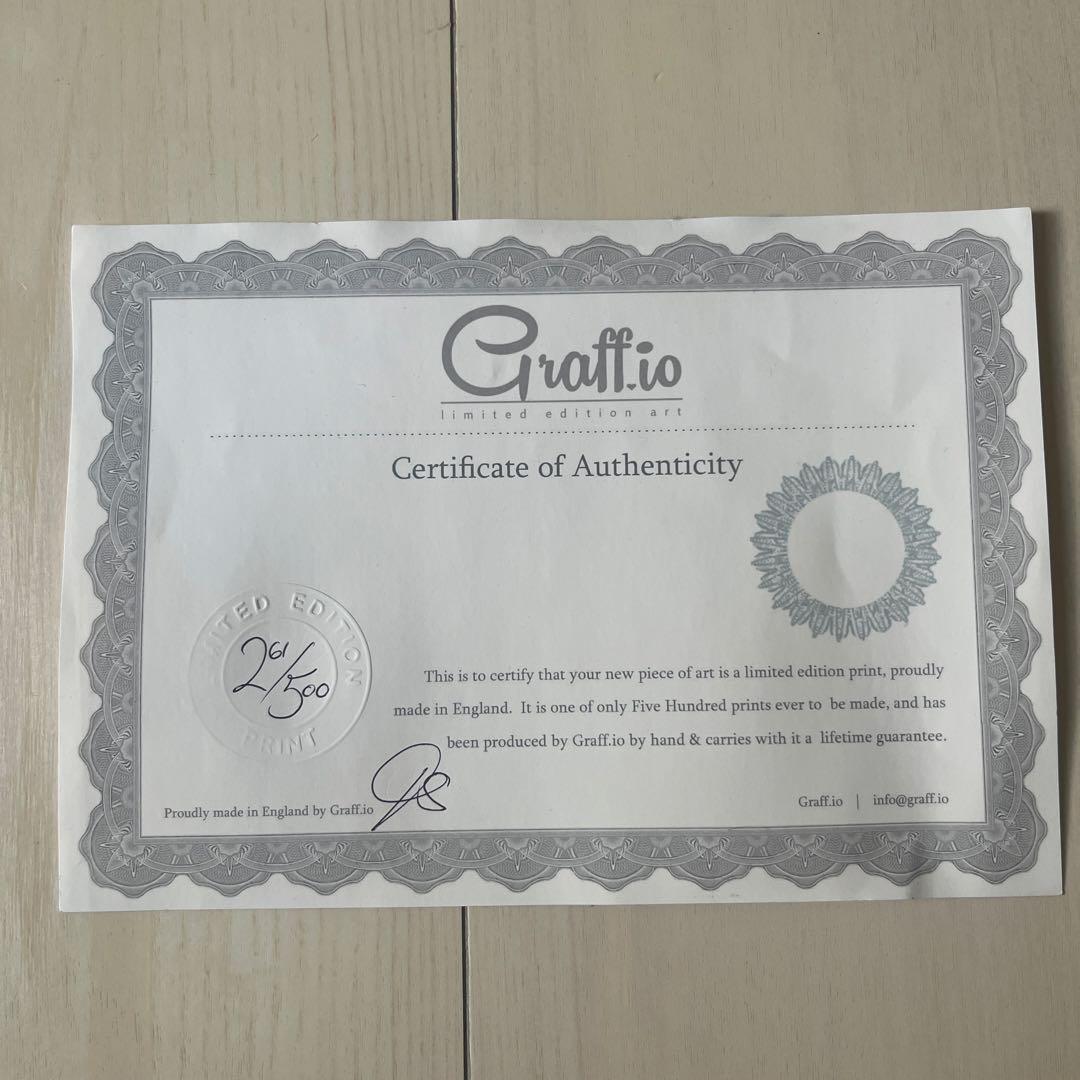 Graff.io
limited edition art
Certificate of Authenticity
LIMITED EDITION
261/500
PRINT
This is to certify that your new piece of art is a limited edition print, proudly
made in England. It is one of only Five Hundred prints ever to be made, and has
been produced by Graff.io by hand & carries with it a lifetime guarantee.
Proudly made in England by Graff.io
Graff.io | info@graff.io